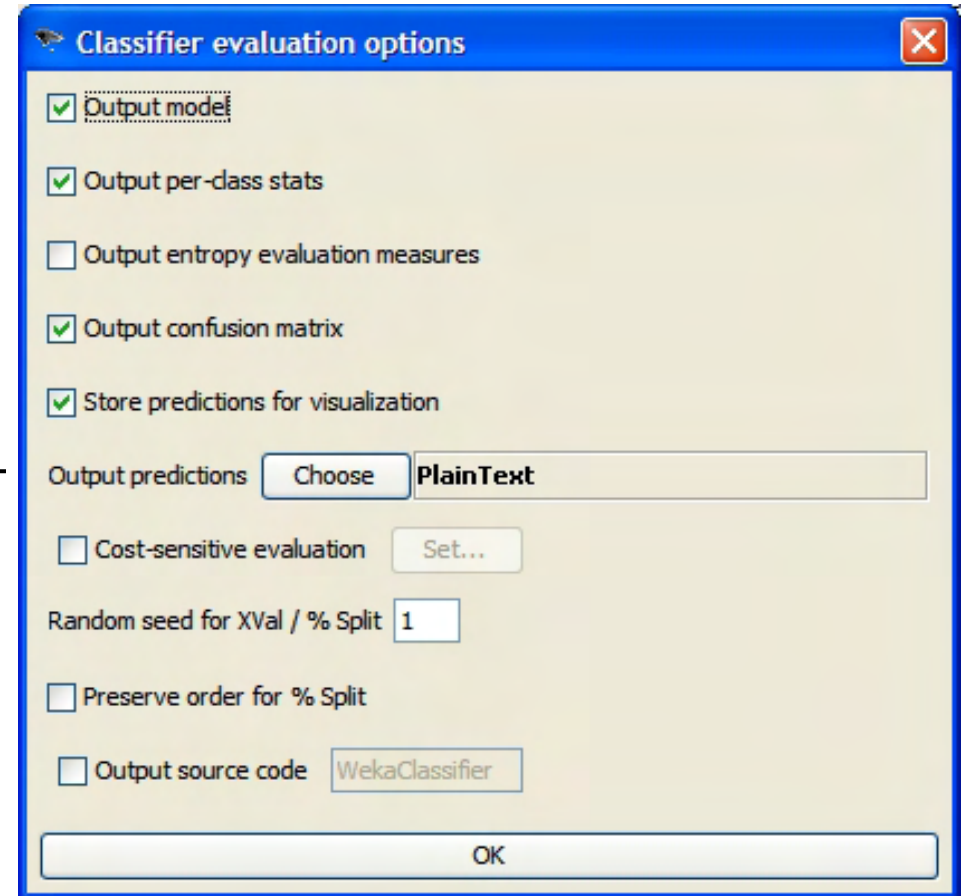 Classifier evaluation options
Output model
Output per-class stats
Output entropy evaluation measures
Output confusion matrix
Store predictions for visualization
Output predictions Choose PlainText
Cost-sensitive evaluation Set...
Random seed for XVal / % Split 1
Preserve order for % Split
Output source code WekaClassifier
OK